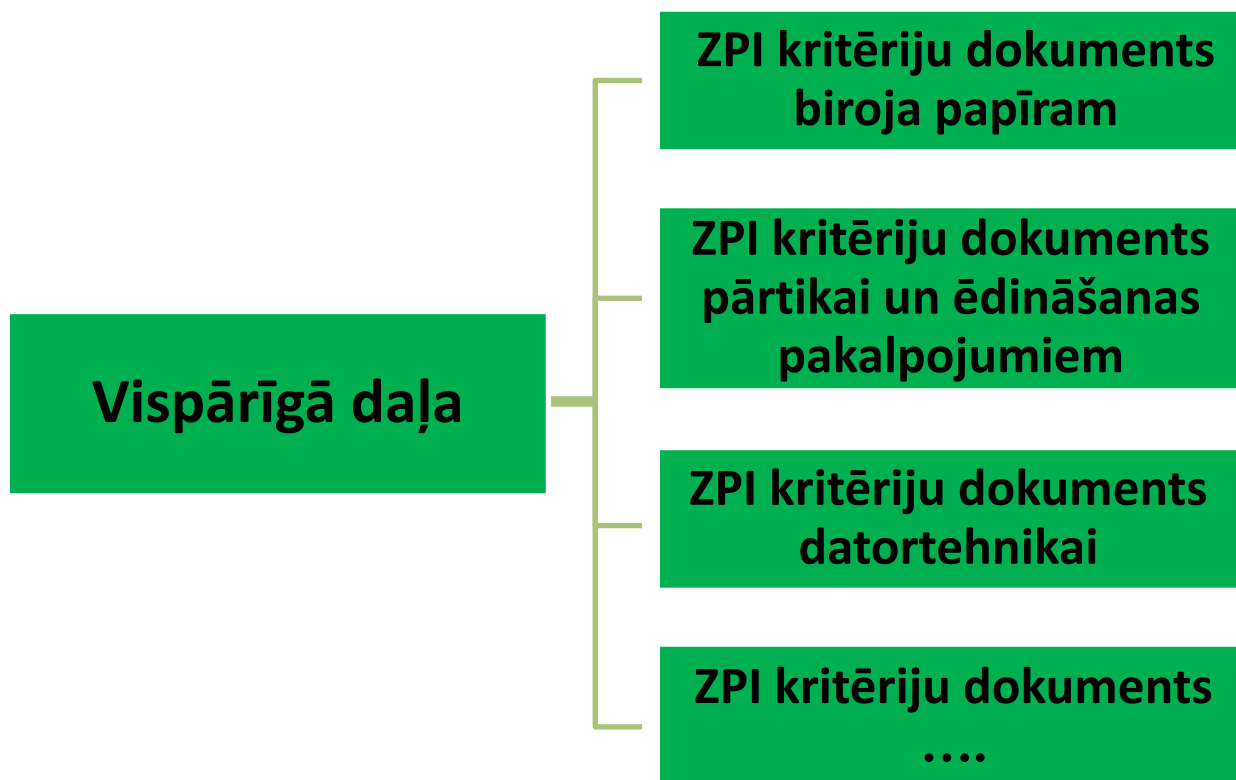 Vispārīgā daļa
ZPI kritēriju dokuments
biroja papīram
ZPI kritēriju dokuments
pārtikai un ēdināšanas
pakalpojumiem
ZPI kritēriju dokuments
datortehnikai
ZPI kritēriju dokuments
....